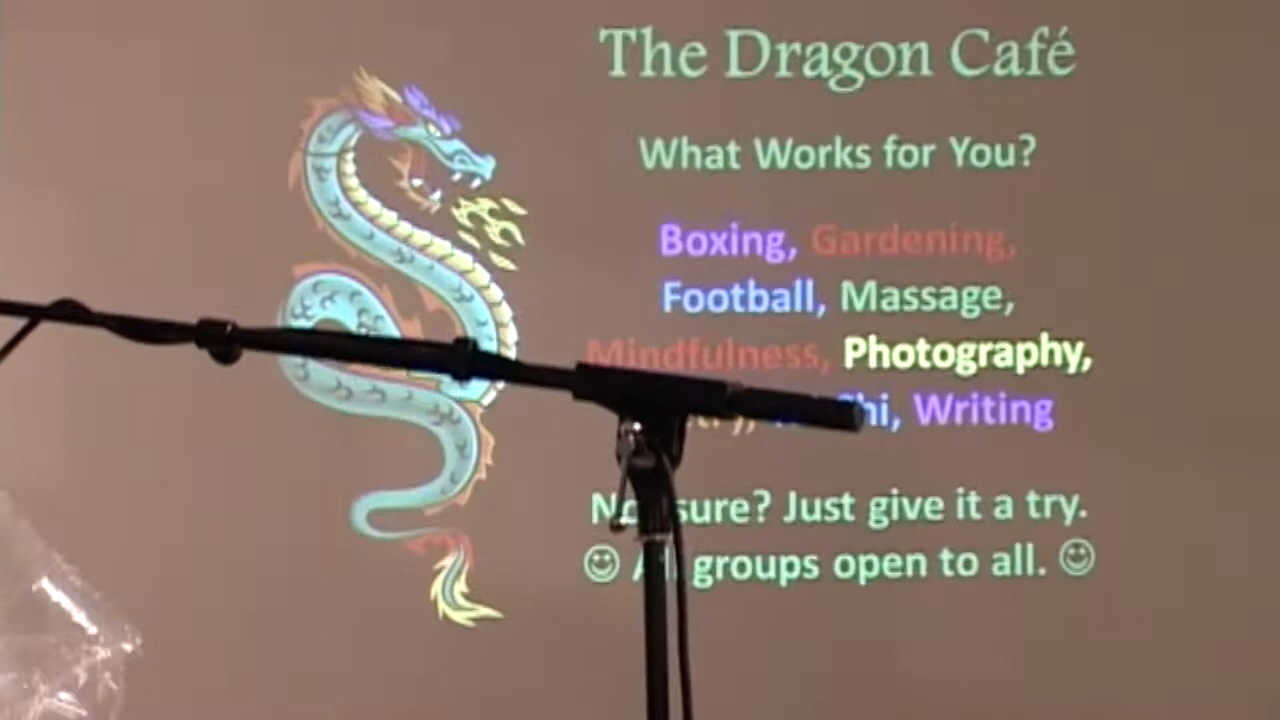 The Dragon Café
What Works for You?
Boxing, Gardening,
Football, Massage,
Mindfulness, Photography,
Writing
sure? Just give it a try.
☺ All groups open to all. ☺